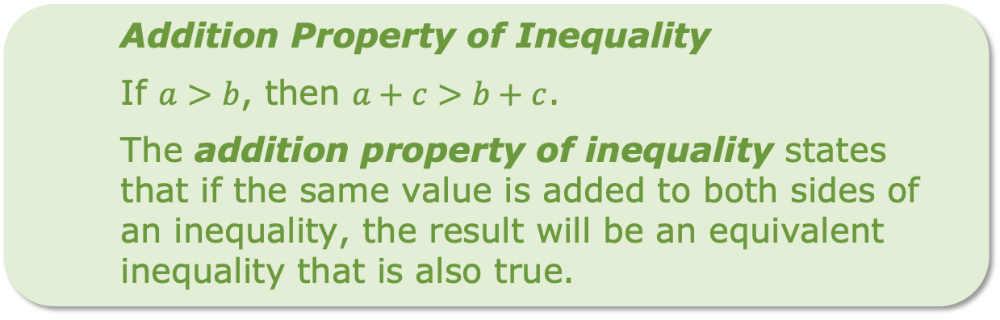 Addition Property of Inequality
If a > b, then a + c > b + c.
The addition property of inequality states
that if the same value is added to both sides of
an inequality, the result will be an equivalent
inequality that is also true.